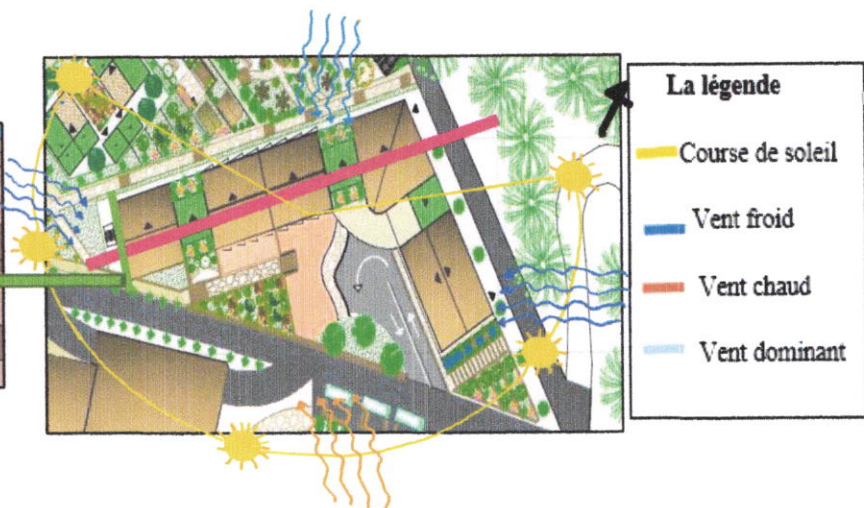 La légende
Course de soleil
Vent froid
Vent chaud
Vent dominant